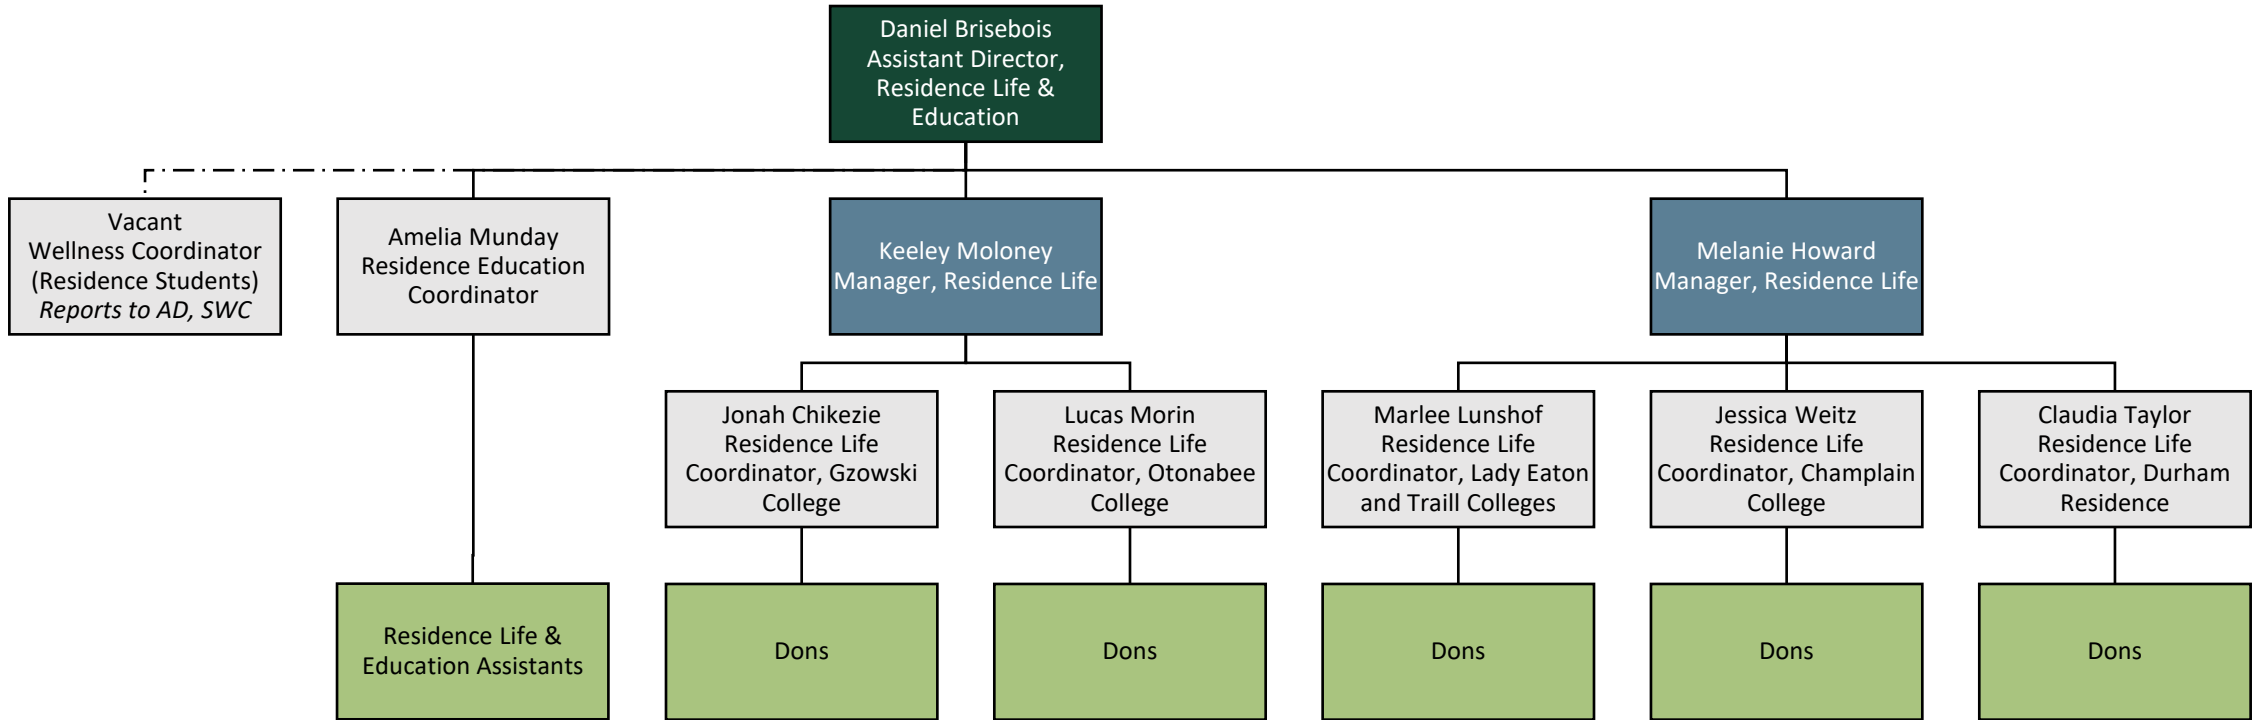 Daniel Brisebois
Assistant Director,
Residence Life &
Education
Vacant
Wellness Coordinator
(Residence Students)
Reports to AD, SWC
Amelia Munday
Residence Education
Coordinator
Keeley Moloney
Manager, Residence Life
Melanie Howard
Manager, Residence Life
Jonah Chikezie
Residence Life
Coordinator, Gzowski
College
Lucas Morin
Residence Life
Coordinator, Otonabee
College
Marlee Lunshof
Residence Life
Coordinator, Lady Eaton
and Traill Colleges
Jessica Weitz
Residence Life
Coordinator, Champlain
College
Claudia Taylor
Residence Life
Coordinator, Durham
Residence
Residence Life &
Education Assistants
Dons
Dons
Dons
Dons
Dons